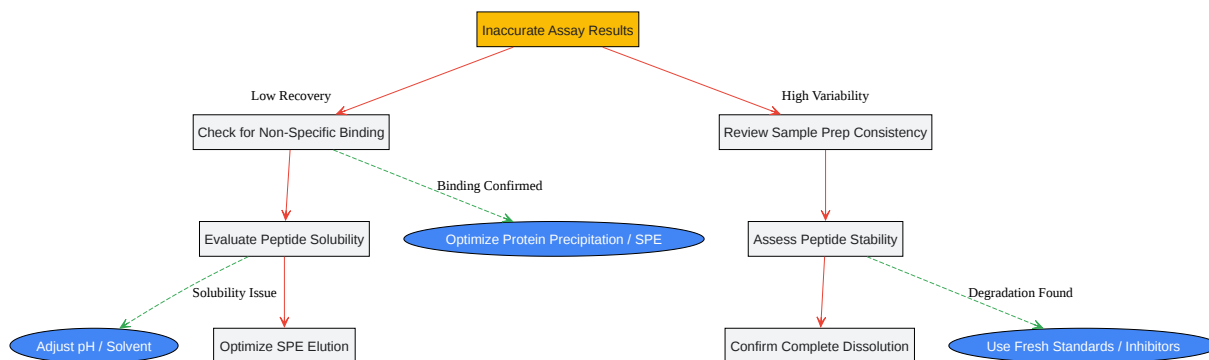 Inaccurate Assay Results
Low Recovery
High Variability
Check for Non-Specific Binding
Review Sample Prep Consistency
Binding Confirmed
Evaluate Peptide Solubility
Optimize Protein Precipitation / SPE
Assess Peptide Stability
Solubility Issue
Degradation Found
Adjust pH / Solvent
Optimize SPE Elution
Confirm Complete Dissolution
Use Fresh Standards / Inhibitors